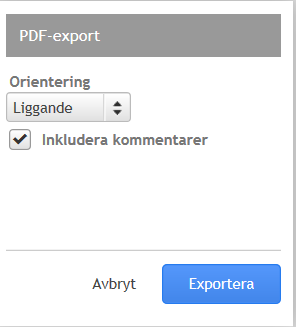 PDF-export
Orientering
Liggande
Inkludera kommentarer
Avbryt Exportera